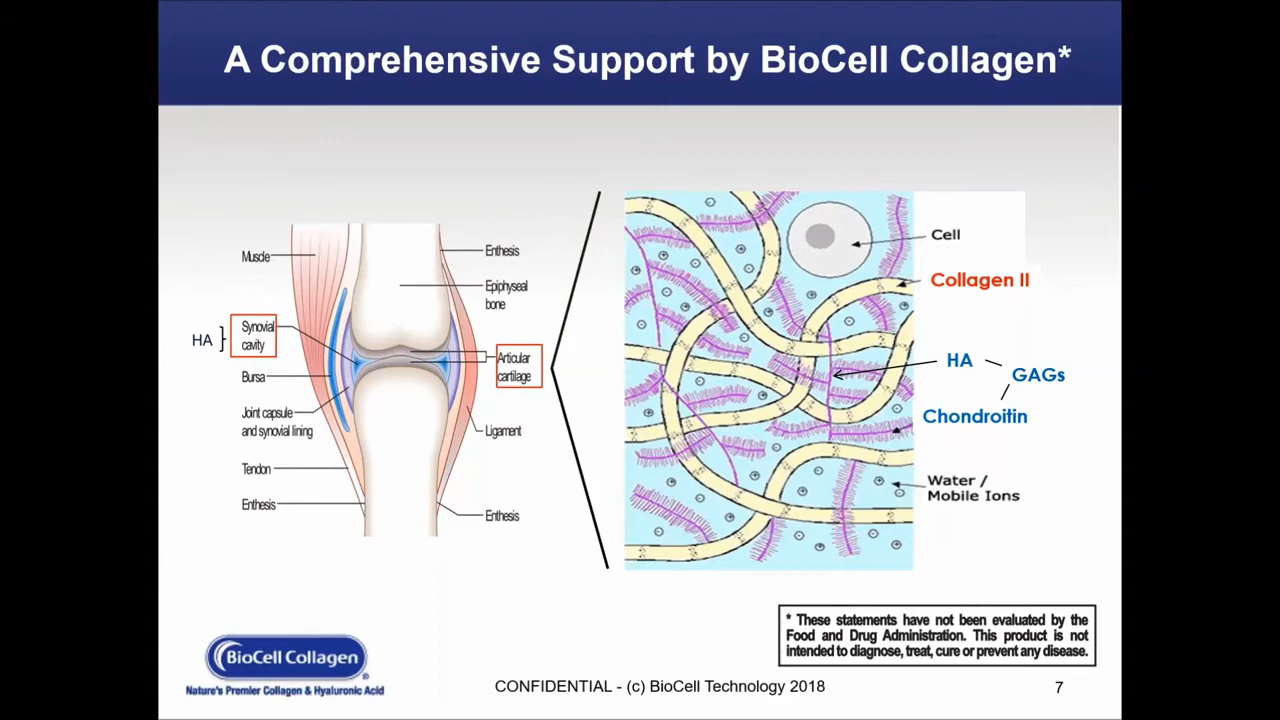 A Comprehensive Support by BioCell Collagen*
Muscle
HA
Synovial
cavity
Bursa
Joint capsule
and synovial lining
Tendon
Enthesis
Enthesis
Epiphyseal
bone
Articular
cartilage
Ligament
Enthesis
Cell
Collagen II
HA
GAGs
Chondroitin
Water /
Mobile Ions
* These statements have not been evaluated by the
Food and Drug Administration. This product is not
intended to diagnose, treat, cure or prevent any disease.
BioCell Collagen
®
Nature's Premier Collagen & Hyaluronic Acid
CONFIDENTIAL - (c) BioCell Technology 2018
7